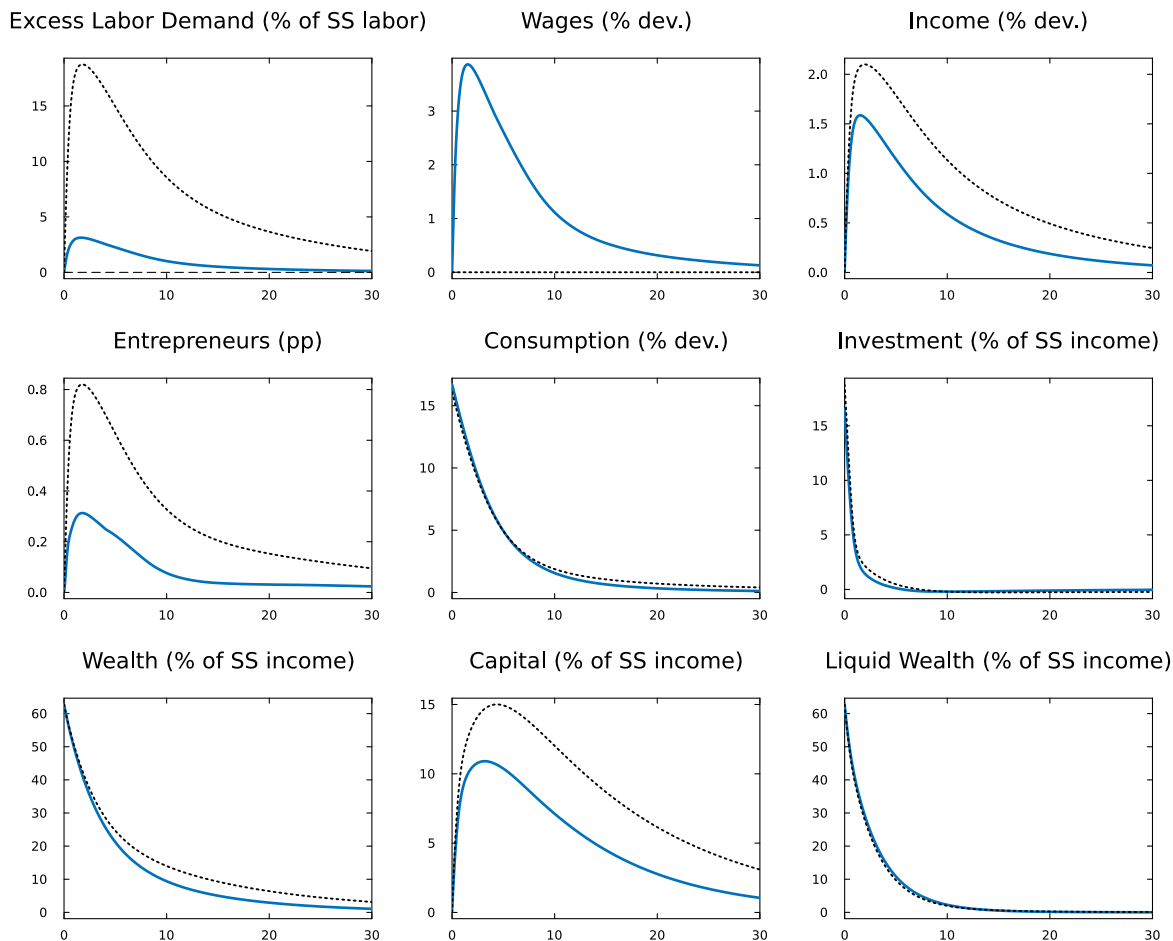 Excess Labor Demand (% of SS labor)
Wages (% dev.)
Income (% dev.)
15
10
5
0
0 10 20 30
3
2
1
0
0 10 20 30
2.0
1.5
1.0
0.5
0.0
0 10 20 30
Entrepreneurs (pp)
Consumption (% dev.)
Investment (% of SS income)
0.8
0.6
0.4
0.2
0.0
0 10 20 30
15
10
5
0
0 10 20 30
15
10
5
0
0 10 20 30
Wealth (% of SS income)
Capital (% of SS income)
Liquid Wealth (% of SS income)
60
50
40
30
20
10
0
0 10 20 30
15
10
5
0
0 10 20 30
60
50
40
30
20
10
0
0 10 20 30